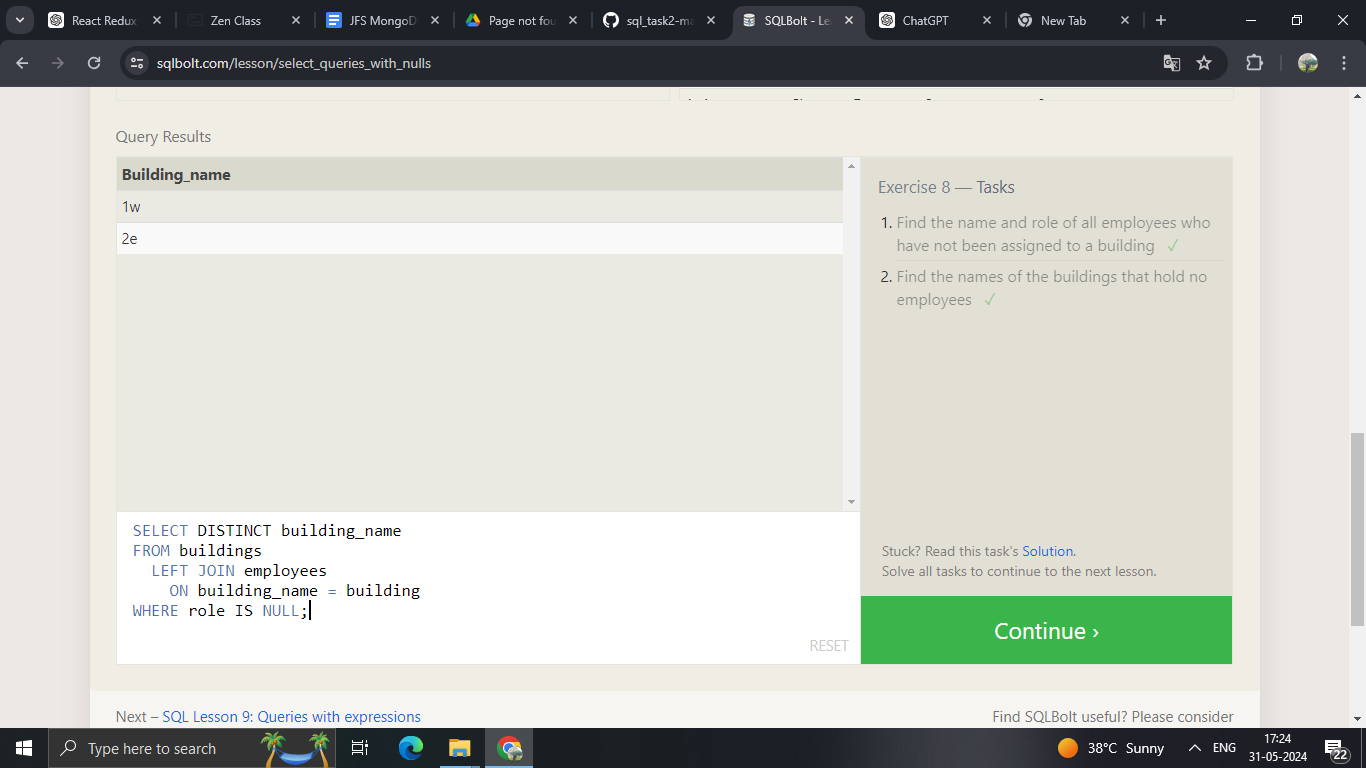 React Redux
Zen Class
JFS MongoD
Page not fou
sql_task2-ma
SQLBolt - Le
ChatGPT
New Tab
sqlbolt.com/lesson/select_queries_with_nulls
Query Results
Building_name
1w
2e
Exercise 8 — Tasks
1. Find the name and role of all employees who
have not been assigned to a building ✓
2. Find the names of the buildings that hold no
employees ✓
SELECT DISTINCT building_name
FROM buildings
LEFT JOIN employees
ON building_name = building
WHERE role IS NULL;
RESET
Stuck? Read this task's Solution.
Solve all tasks to continue to the next lesson.
Continue ›
Next – SQL Lesson 9: Queries with expressions
Find SQLBolt useful? Please consider
Type here to search
38°C Sunny
ENG
17:24
31-05-2024
22